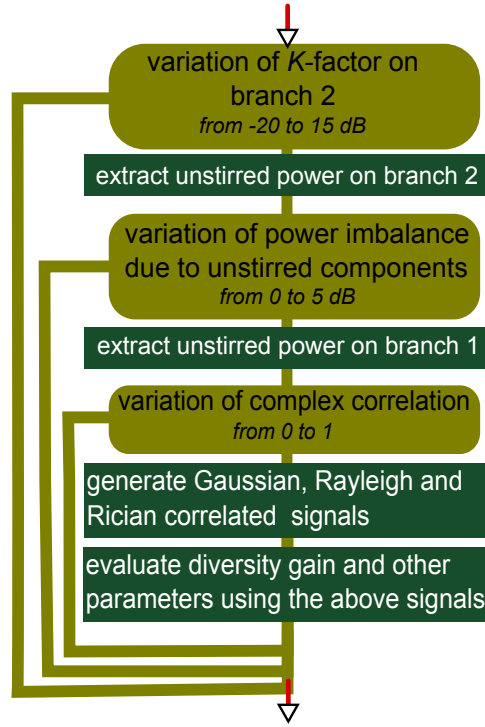 variation of K-factor on
branch 2
from -20 to 15 dB
extract unstirred power on branch 2
variation of power imbalance
due to unstirred components
from 0 to 5 dB
extract unstirred power on branch 1
variation of complex correlation
from 0 to 1
generate Gaussian, Rayleigh and
Rician correlated signals
evaluate diversity gain and other
parameters using the above signals